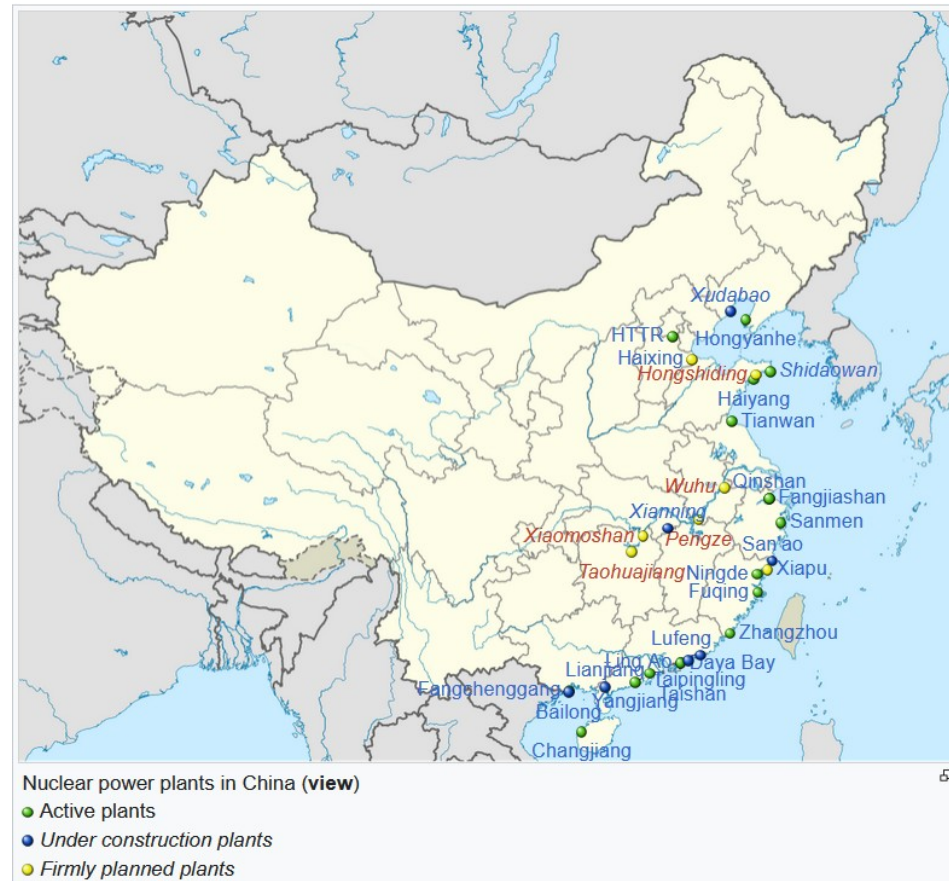 Xudabao
HTTR
Hongyanhe
Haixing
Hongshiding
Shidaowan
Haiyang
Tianwan
Wuhu
Qinshan
Fangjiashan
Xianning
Sanmen
Xiaomoshan
Pengze
San'ao
Taohuajiang
Ningde
Xiapu
Fuqing
Zhangzhou
Lufeng
Ling Ao
Daya Bay
Lianjiang
Taipingling
Fangchenggang
Yangjiang
Taishan
Bailong
Changjiang
Nuclear power plants in China (view)
Active plants
Under construction plants
Firmly planned plants